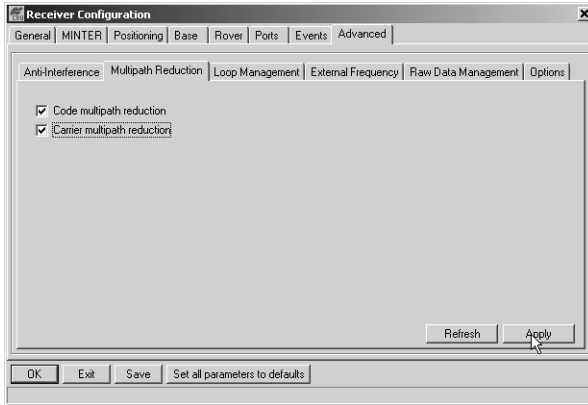 Receiver Configuration
General MINTER Positioning Base Rover Ports Events Advanced
Anti-Interference Multipath Reduction Loop Management External Frequency Raw Data Management Options
Code multipath reduction
Carrier multipath reduction
Refresh Apply
OK Exit Save Set all parameters to defaults